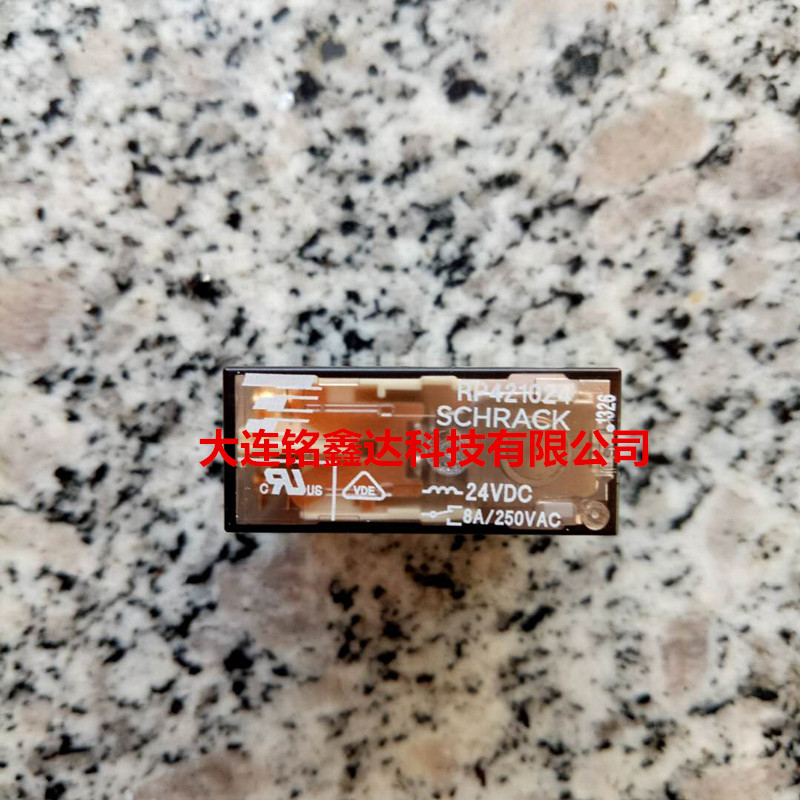 RP421024
SCHRACK
1326
大连铭鑫达科技有限公司
c RU US
VDE
24VDC
8A/250VAC